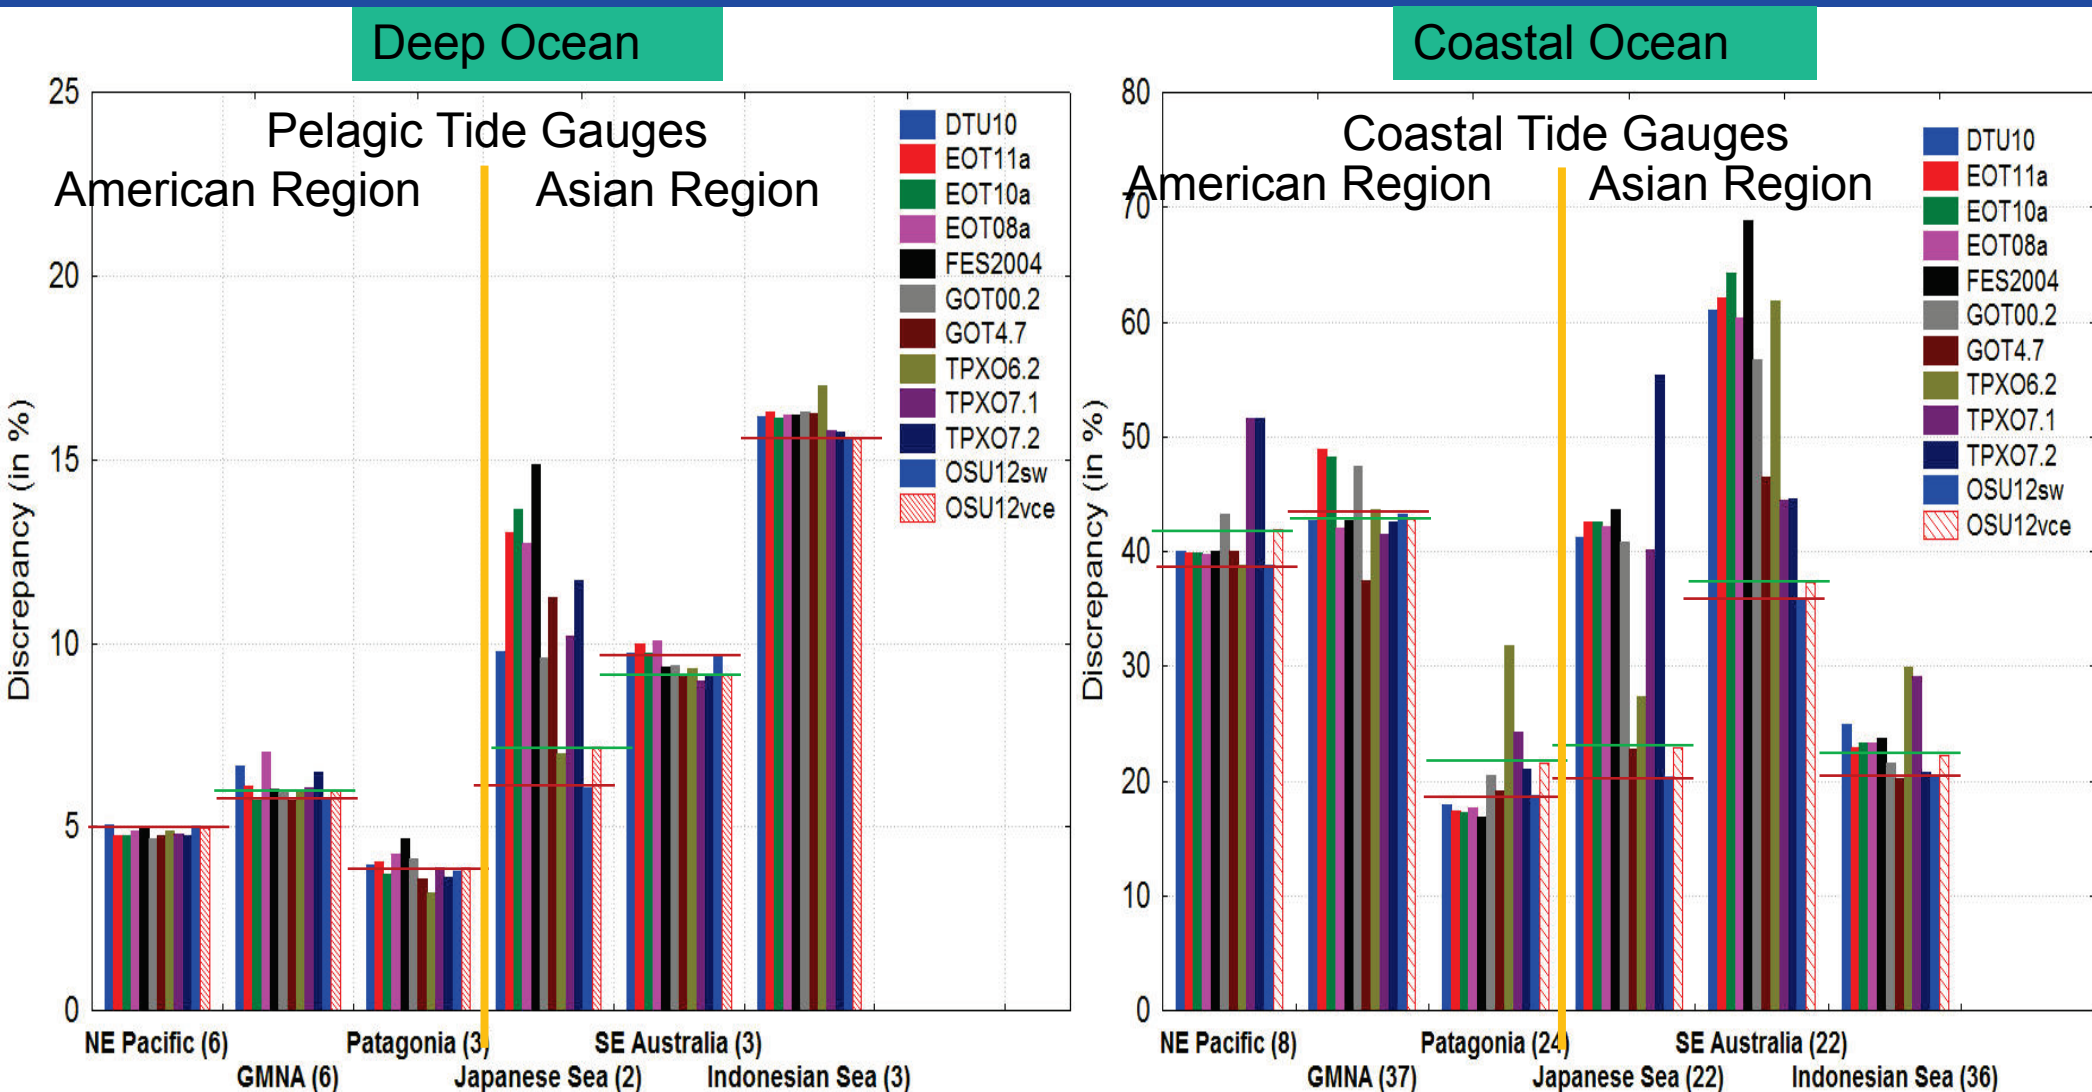 Deep Ocean
Coastal Ocean
25
20
15
10
5
0
Discrepancy (in %)
Pelagic Tide Gauges
American Region
Asian Region
DTU10
EOT11a
EOT10a
EOT08a
FES2004
GOT00.2
GOT4.7
TPXO6.2
TPXO7.1
TPXO7.2
OSU12sw
OSU12vce
NE Pacific (6)
Patagonia (3)
SE Australia (3)
GMNA (6)
Japanese Sea (2)
Indonesian Sea (3)
80
70
60
50
40
30
20
10
0
Discrepancy (in %)
Coastal Tide Gauges
American Region
Asian Region
DTU10
EOT11a
EOT10a
EOT08a
FES2004
GOT00.2
GOT4.7
TPXO6.2
TPXO7.1
TPXO7.2
OSU12sw
OSU12vce
NE Pacific (8)
Patagonia (24)
SE Australia (22)
GMNA (37)
Japanese Sea (22)
Indonesian Sea (36)